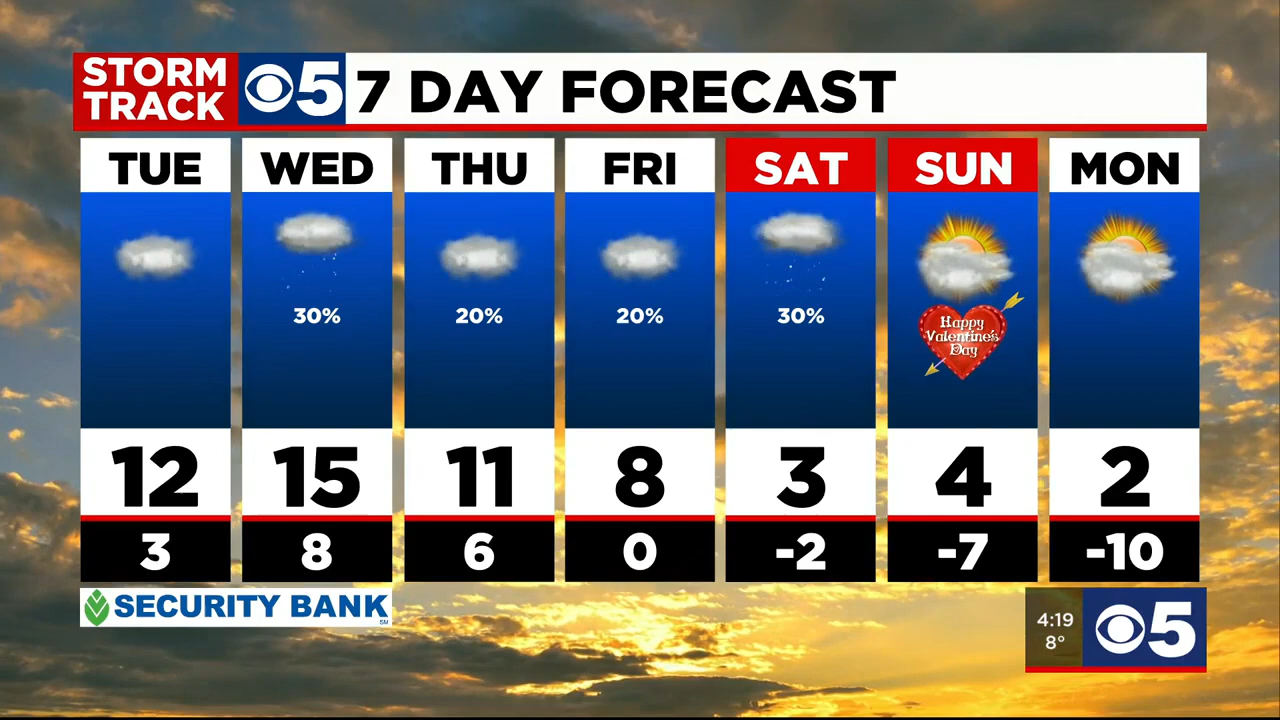 STORM
TRACK
5
7 DAY FORECAST
TUE
WED
THU
FRI
SAT
SUN
MON
30%
20%
20%
30%
Happy
Valentine's
Day
12
15
11
8
3
4
2
3
8
6
0
-2
-7
-10
SECURITY BANK
SM
4:19
8°
5